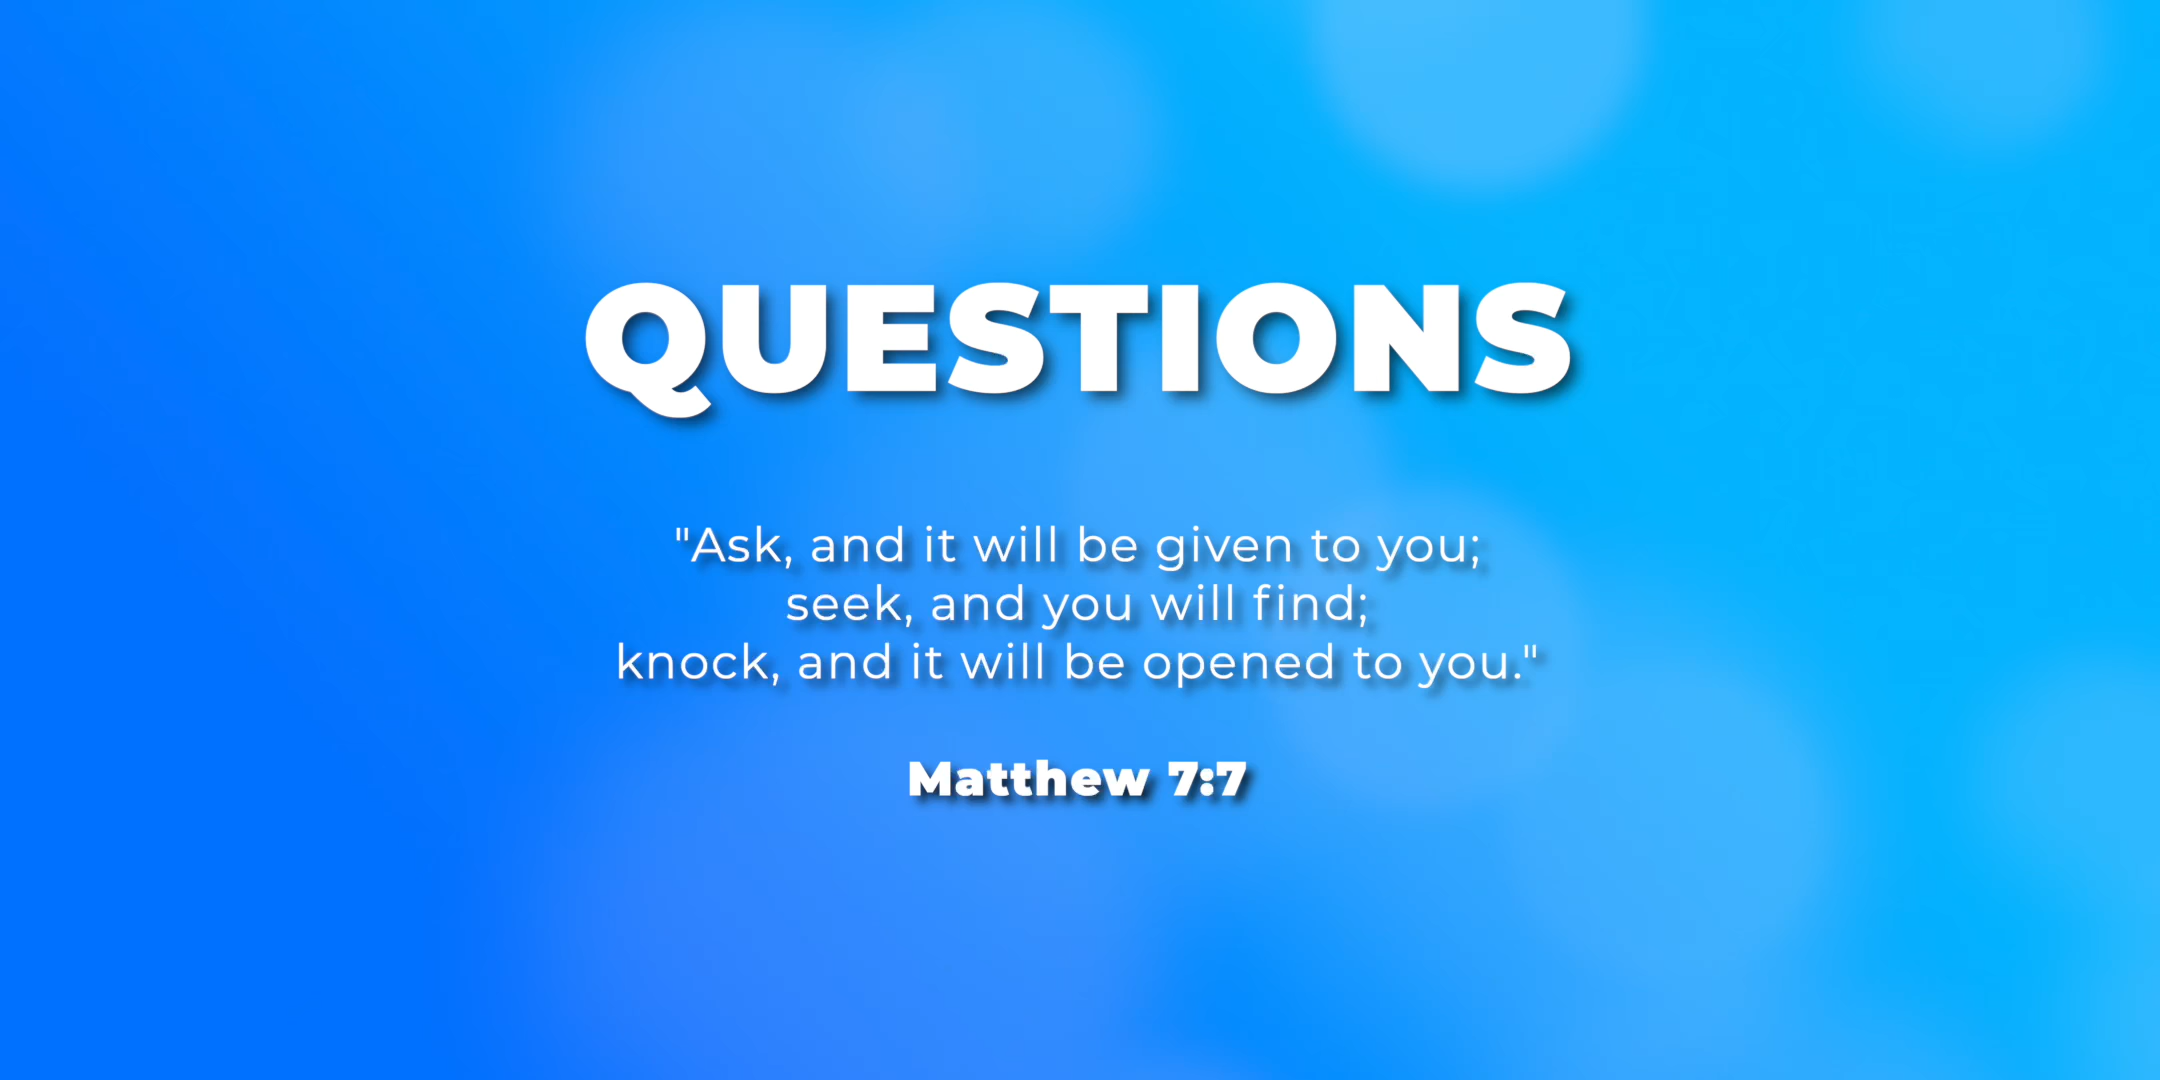 QUESTIONS
"Ask, and it will be given to you;
seek, and you will find;
knock, and it will be opened to you."
Matthew 7:7